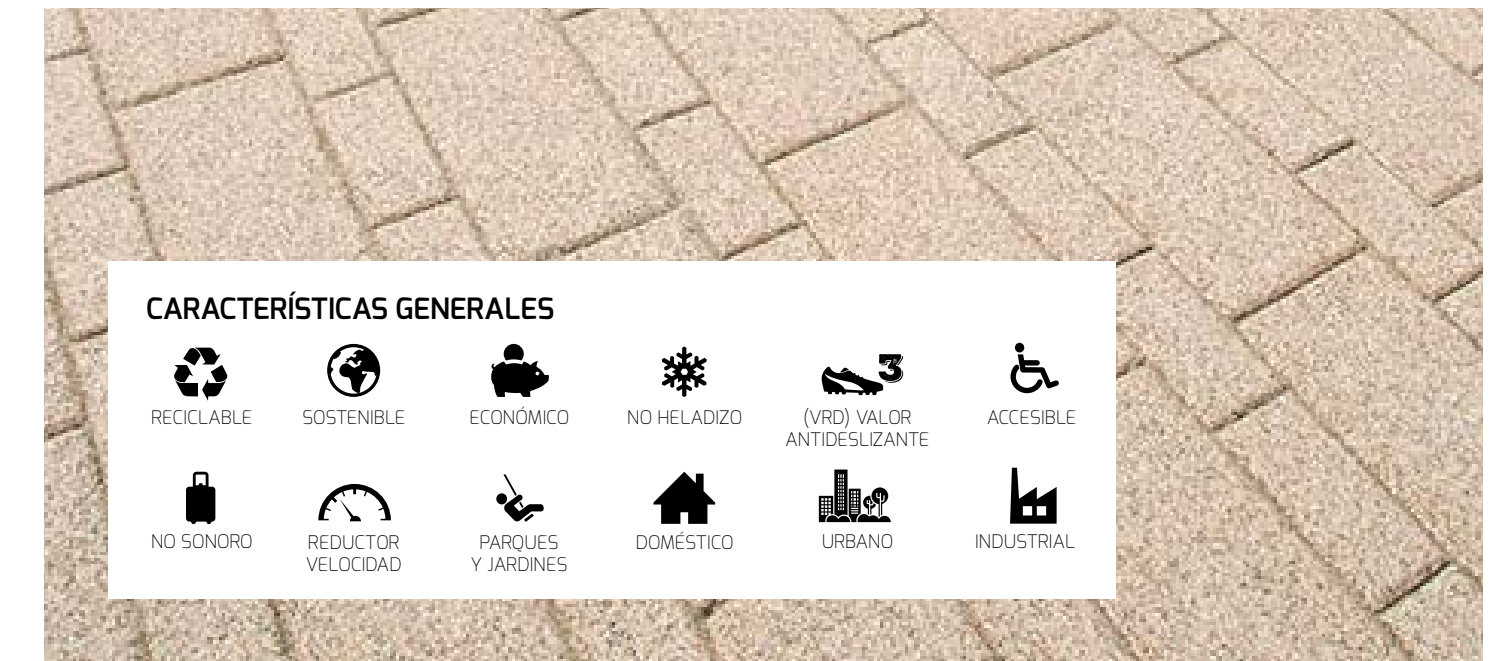 CARACTERÍSTICAS GENERALES
3
RECICLABLE
SOSTENIBLE
ECONÓMICO
NO HELADIZO
(VRD) VALOR
ANTIDESLIZANTE
ACCESIBLE
NO SONORO
REDUCTOR
VELOCIDAD
PARQUES
Y JARDINES
DOMÉSTICO
URBANO
INDUSTRIAL